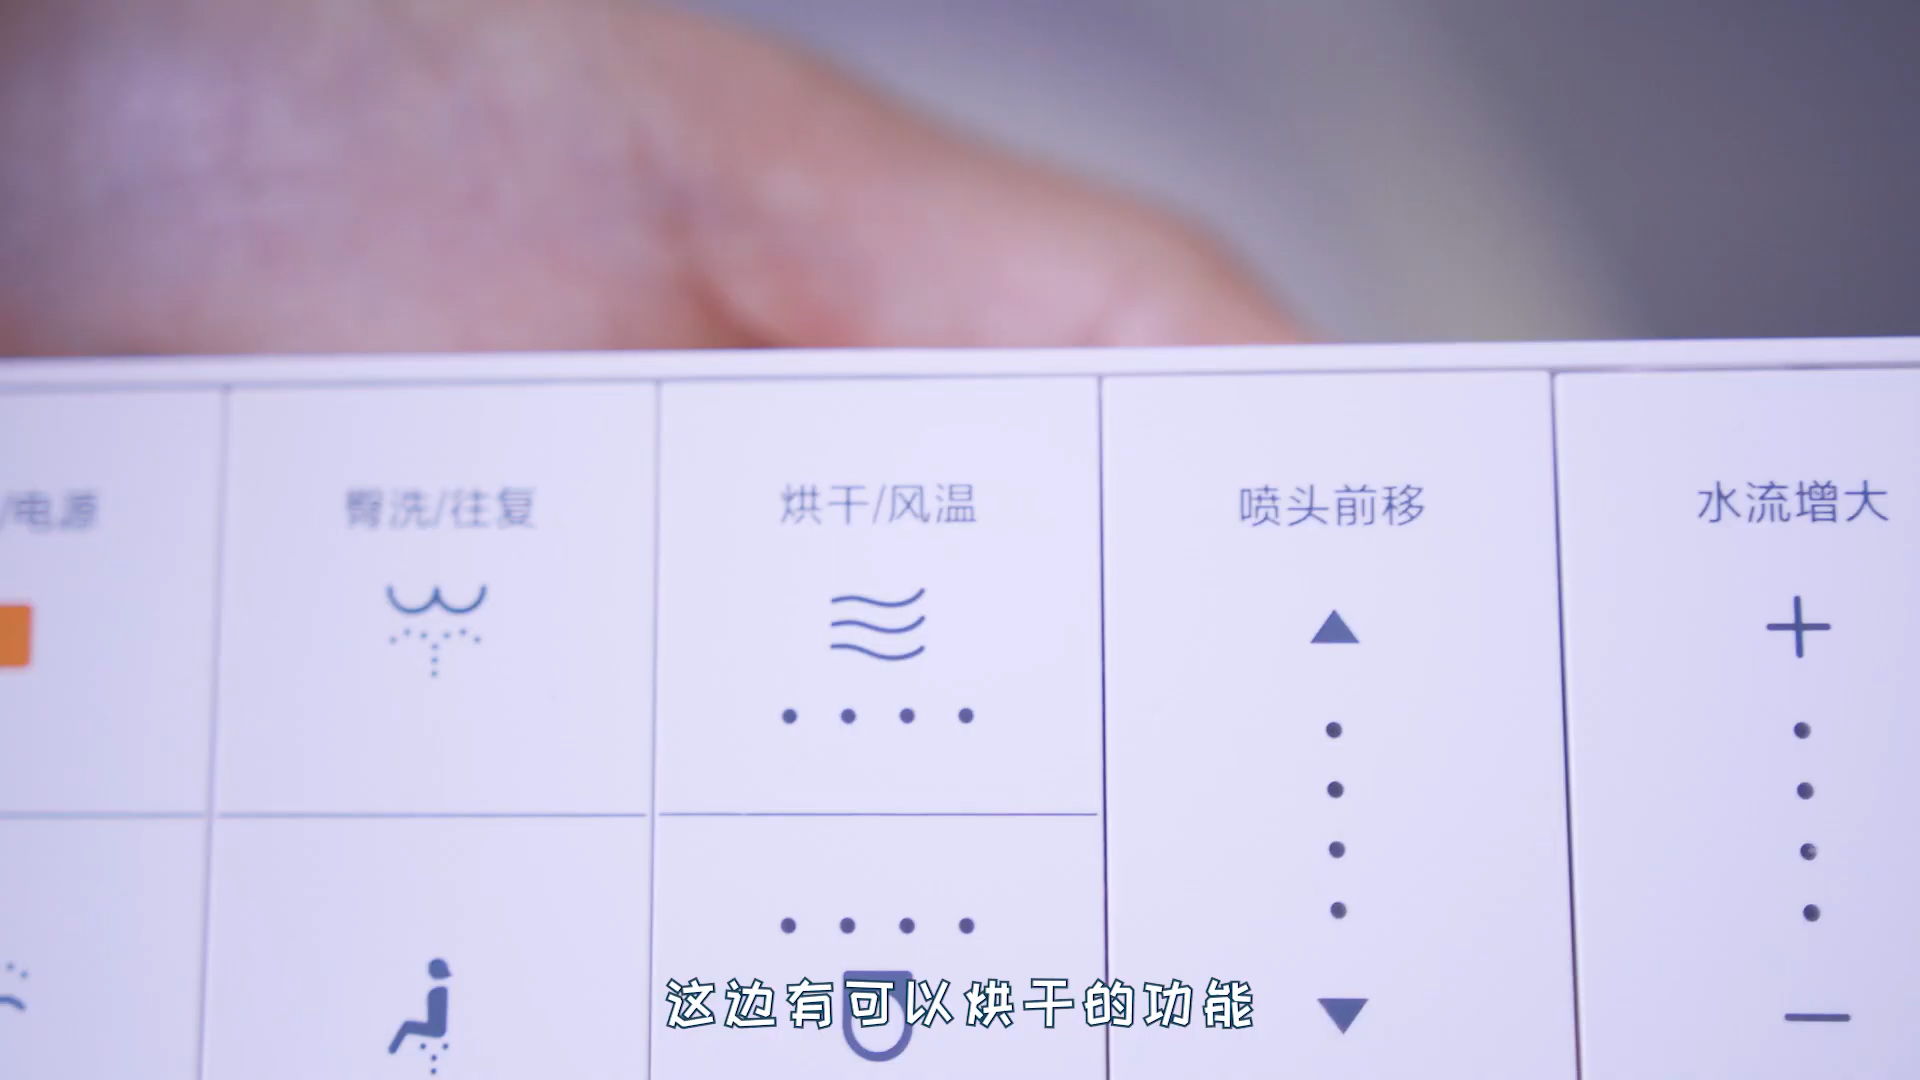 /电源
臀洗/往复
烘干/风温
喷头前移
水流增大
这边有可以烘干的功能